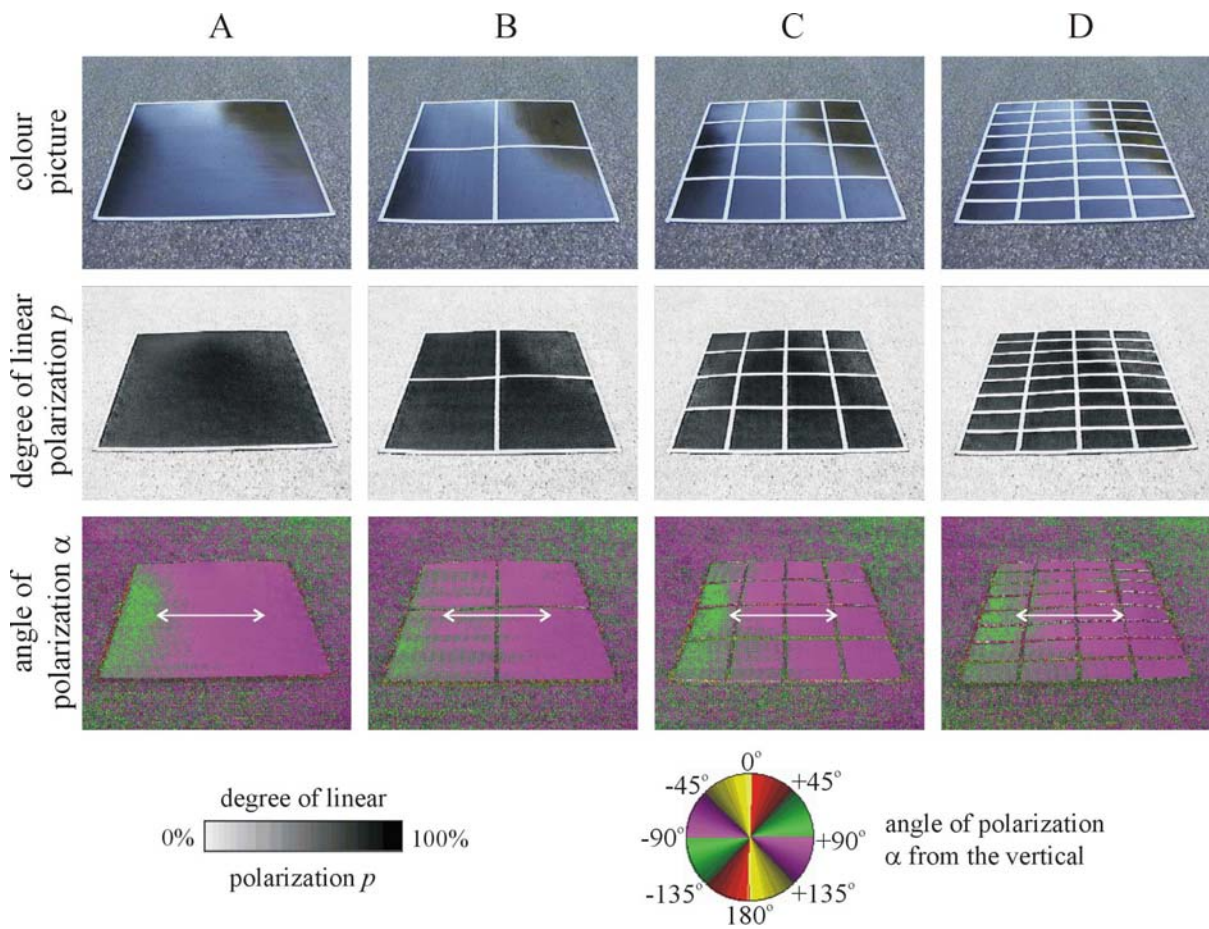 A B C D
colour
picture
degree of linear
polarization p
angle of
polarization α
degree of linear
0% 100%
polarization p
0°
-45° +45°
-90° +90°
-135° +135°
180°
angle of polarization
α from the vertical